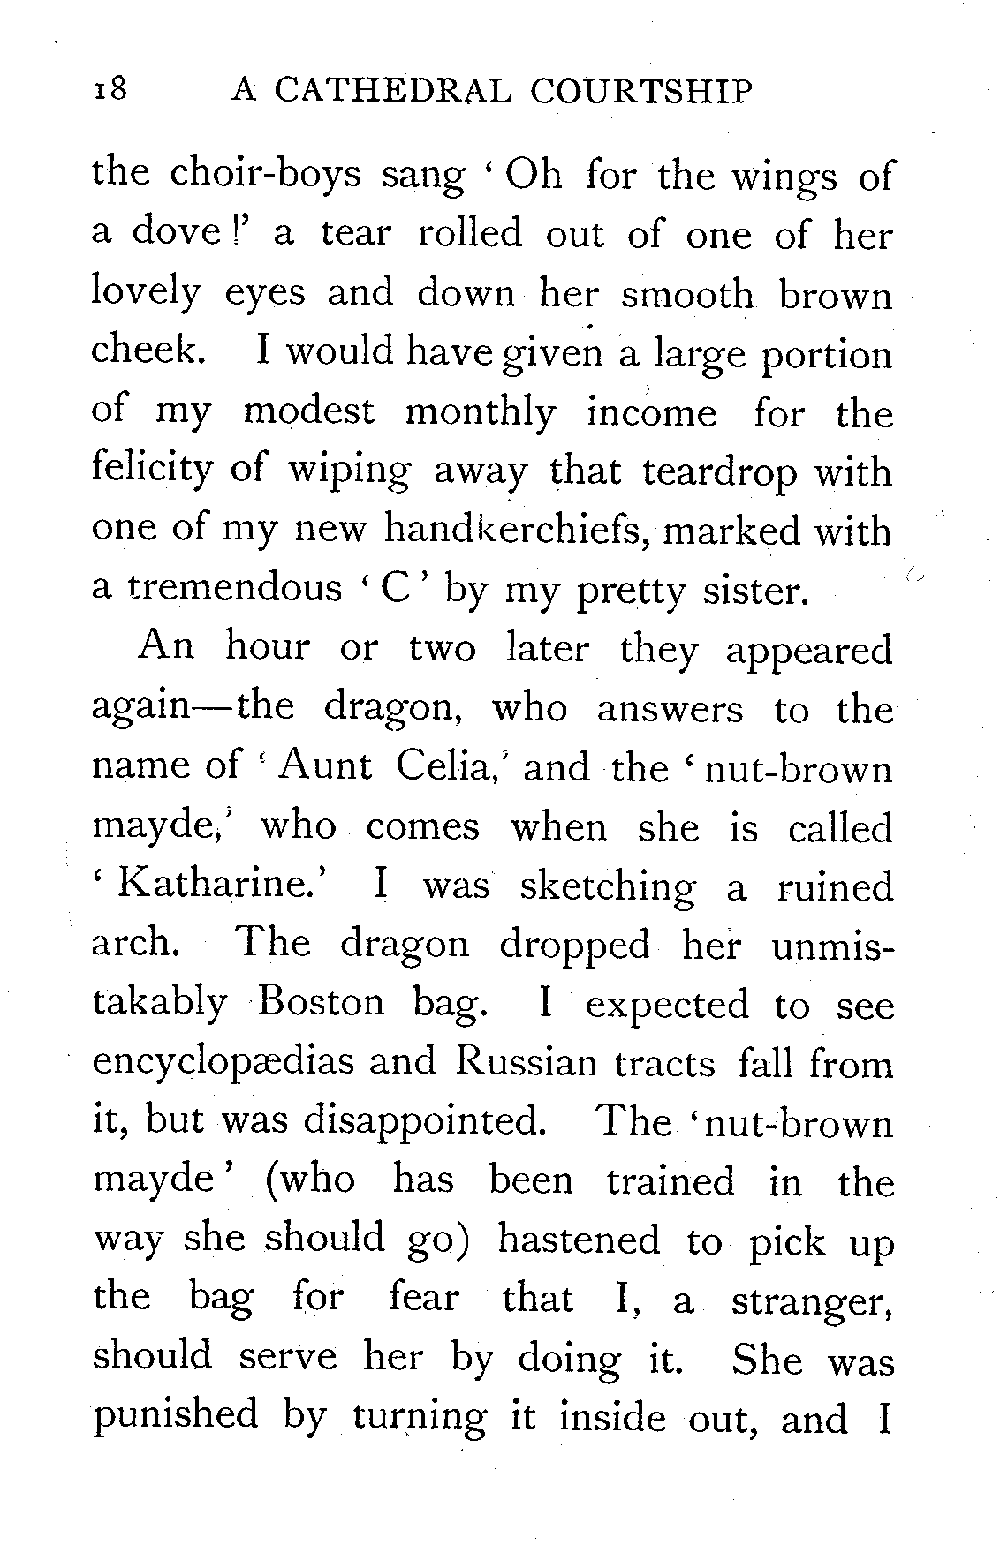 18 A CATHEDRAL COURTSHIP
the choir-boys sang ‘ Oh for the wings of
a dove !’ a tear rolled out of one of her
lovely eyes and down her smooth brown
cheek. I would have given a large portion
of my modest monthly income for the
felicity of wiping away that teardrop with
one of my new handkerchiefs, marked with
a tremendous ‘ C ’ by my pretty sister.
An hour or two later they appeared
again—the dragon, who answers to the
name of ‘ Aunt Celia,’ and the ‘ nut-brown
mayde,’ who comes when she is called
‘ Katharine.’ I was sketching a ruined
arch. The dragon dropped her unmis-
takably Boston bag. I expected to see
encyclopædias and Russian tracts fall from
it, but was disappointed. The ‘nut-brown
mayde’ (who has been trained in the
way she should go) hastened to pick up
the bag for fear that I, a stranger,
should serve her by doing it. She was
punished by turning it inside out, and I